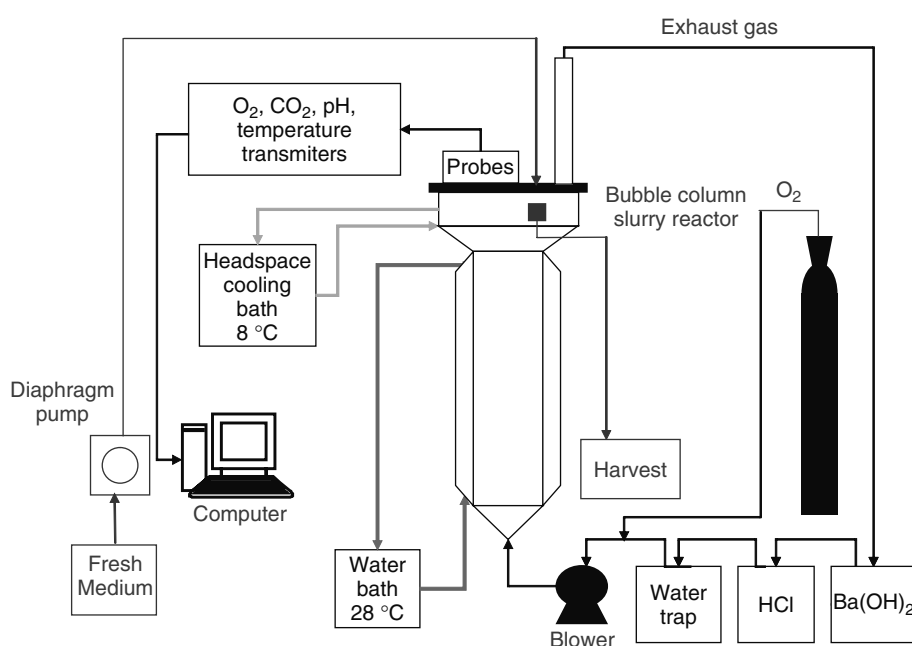 Exhaust gas
O₂, CO₂, pH,
temperature
transmiters
Probes
Bubble column
slurry reactor
O₂
Headspace
cooling
bath
8 °C
Diaphragm
pump
Computer
Harvest
Fresh
Medium
Water
bath
28 °C
Blower
Water
trap
HCl
Ba(OH)₂